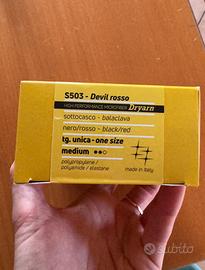 S503 - Devil rosso
HIGH PERFORMANCE MICROFIBER Dryarn
sottocasco - balaclava
nero/rosso - black/red
tg. unica - one size
medium
polypropylene /
polyamide / elastane
made in Italy
subito